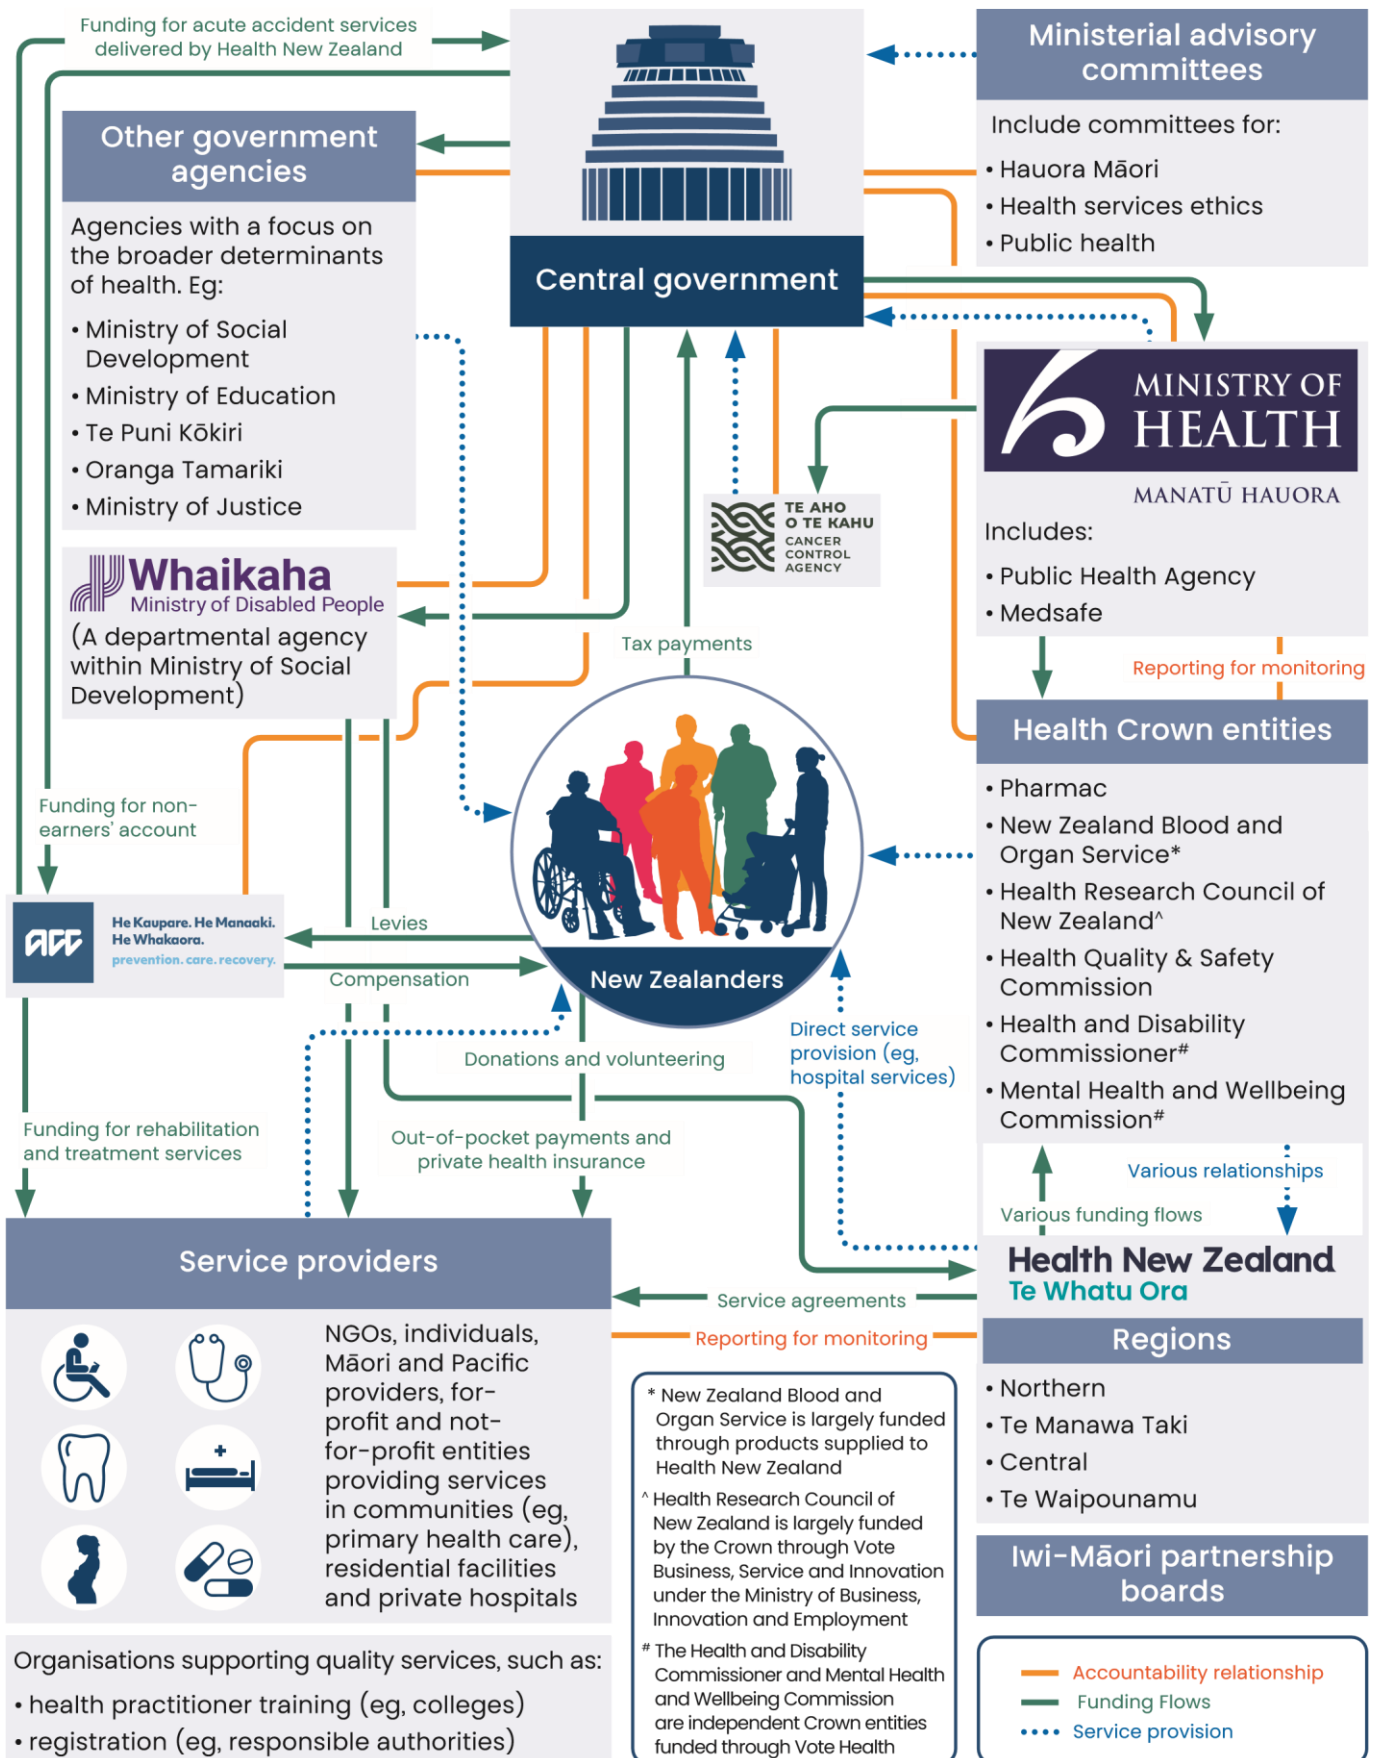 Funding for acute accident services
delivered by Health New Zealand
Ministerial advisory
committees
Include committees for:
• Hauora Māori
• Health services ethics
• Public health
Other government
agencies
Agencies with a focus on
the broader determinants
of health. Eg:
• Ministry of Social
Development
• Ministry of Education
• Te Puni Kōkiri
• Oranga Tamariki
• Ministry of Justice
Central government
MINISTRY OF
HEALTH
MANATŪ HAUORA
Includes:
• Public Health Agency
• Medsafe
TE AHO
O TE KAHU
CANCER
CONTROL
AGENCY
Whaikaha
Ministry of Disabled People
(A departmental agency
within Ministry of Social
Development)
Tax payments
Reporting for monitoring
Health Crown entities
• Pharmac
• New Zealand Blood and
Organ Service*
• Health Research Council of
New Zealand^
• Health Quality & Safety
Commission
• Health and Disability
Commissioner#
• Mental Health and Wellbeing
Commission#
Funding for non-
earners' account
ACC
He Kaupare. He Manaaki.
He Whakaora.
prevention. care. recovery.
Levies
Compensation
New Zealanders
Donations and volunteering
Direct service
provision (eg,
hospital services)
Funding for rehabilitation
and treatment services
Out-of-pocket payments and
private health insurance
Various relationships
Various funding flows
Health New Zealand
Te Whatu Ora
Service agreements
Reporting for monitoring
Regions
• Northern
• Te Manawa Taki
• Central
• Te Waipounamu
Iwi-Māori partnership
boards
Service providers
NGOs, individuals,
Māori and Pacific
providers, for-
profit and not-
for-profit entities
providing services
in communities (eg,
primary health care),
residential facilities
and private hospitals
Organisations supporting quality services, such as:
• health practitioner training (eg, colleges)
• registration (eg, responsible authorities)
* New Zealand Blood and
Organ Service is largely funded
through products supplied to
Health New Zealand
^ Health Research Council of
New Zealand is largely funded
by the Crown through Vote
Business, Service and Innovation
under the Ministry of Business,
Innovation and Employment
# The Health and Disability
Commissioner and Mental Health
and Wellbeing Commission
are independent Crown entities
funded through Vote Health
Accountability relationship
Funding Flows
Service provision